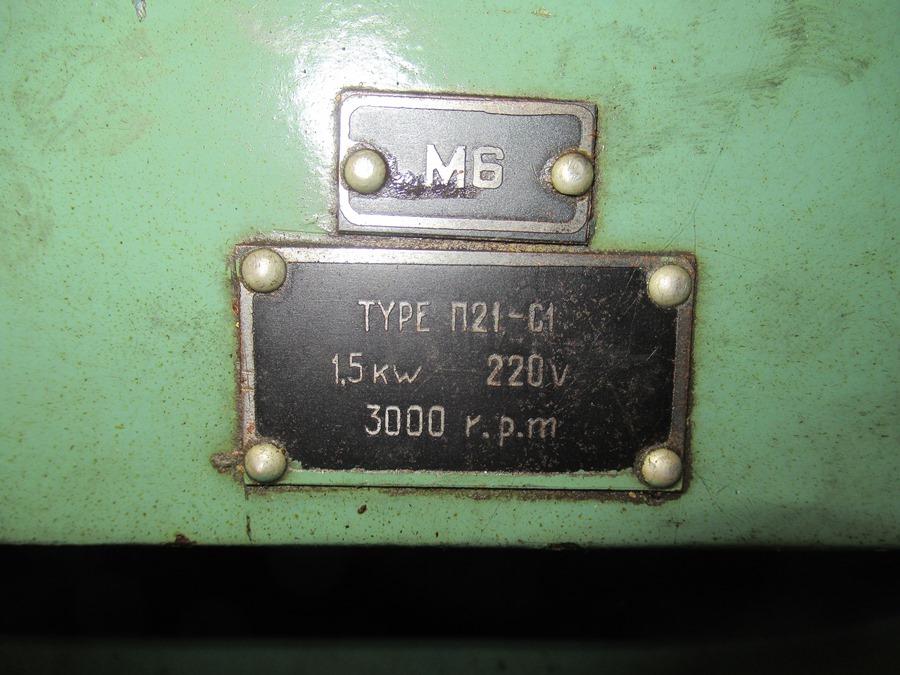 M6
TYPE П21-С1
1,5 KW 220V
3000 r.p.m